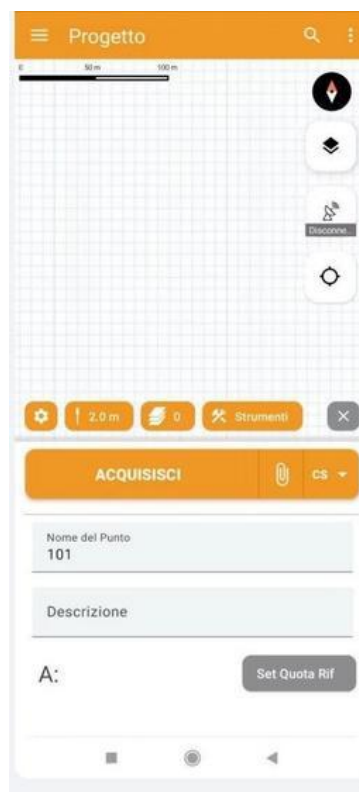 Progetto
0 50 m 100 m
Disconne...
2.0 m 0 Strumenti
ACQUISISCI CS
Nome del Punto
101
Descrizione
A: Set Quota Rif